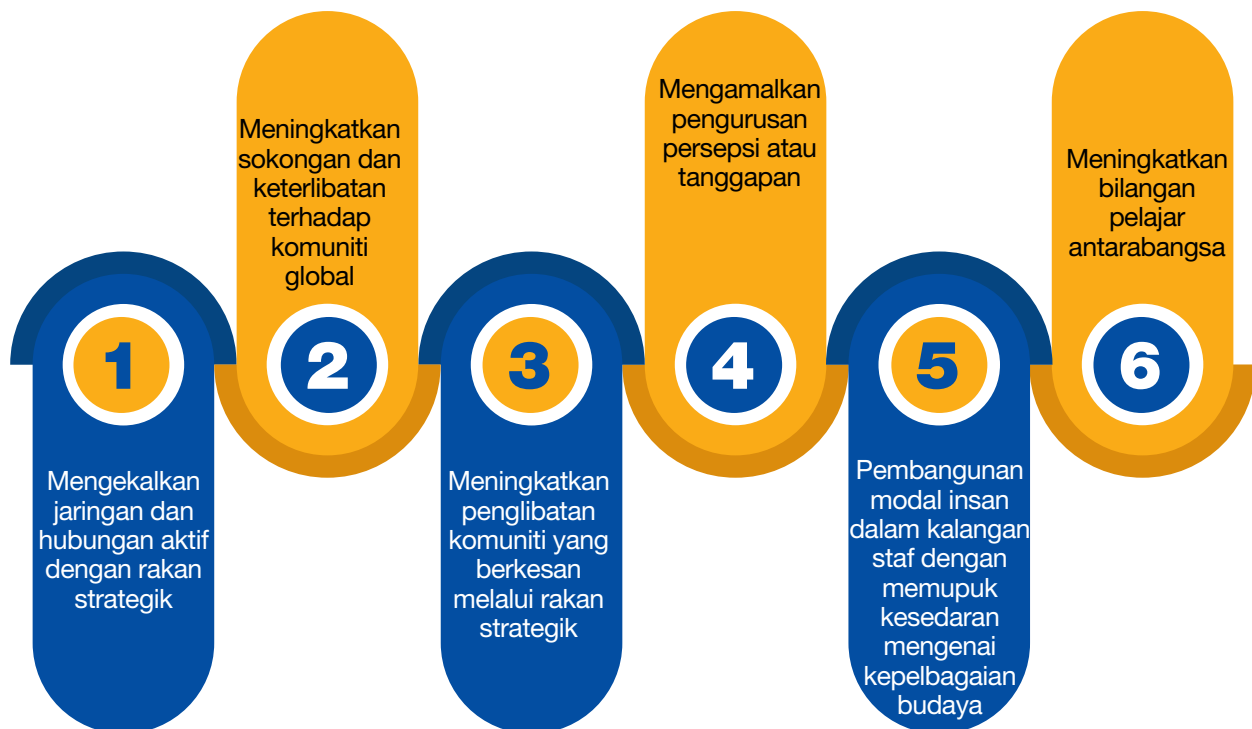 1
Mengekalkan
jaringan dan
hubungan aktif
dengan rakan
strategik
Meningkatkan
sokongan dan
keterlibatan
terhadap
komuniti
global
2
3
Meningkatkan
penglibatan
komuniti yang
berkesan
melalui rakan
strategik
Mengamalkan
pengurusan
persepsi atau
tanggapan
4
5
Pembangunan
modal insan
dalam kalangan
staf dengan
memupuk
kesedaran
mengenai
kepelbagaian
budaya
Meningkatkan
bilangan
pelajar
antarabangsa
6